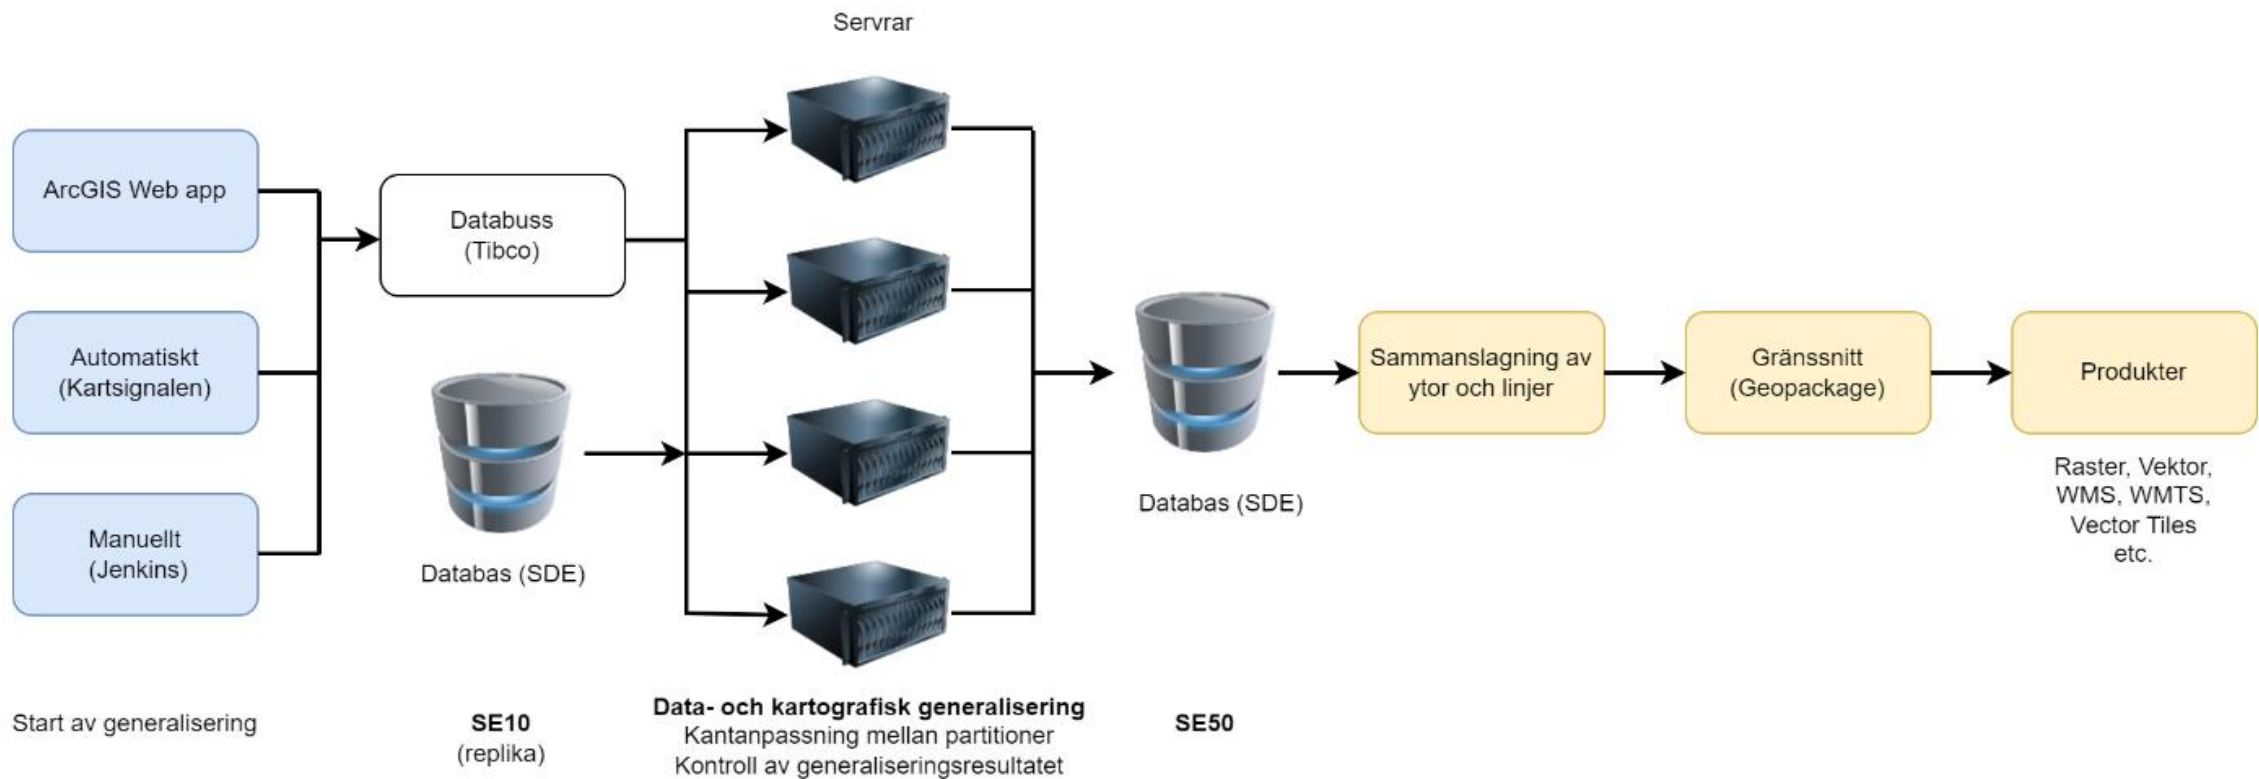 Servrar
ArcGIS Web app
Databuss
(Tibco)
Automatiskt
(Kartsignalen)
Sammanslagning av
ytor och linjer
Gränssnitt
(Geopackage)
Produkter
Raster, Vektor,
WMS, WMTS,
Vector Tiles
etc.
Manuellt
(Jenkins)
Databas (SDE)
Databas (SDE)
Start av generalisering
SE10
(replika)
Data- och kartografisk generalisering
Kantanpassning mellan partitioner
Kontroll av generaliseringsresultatet
SE50